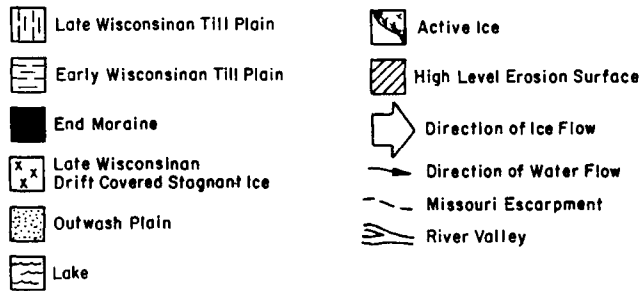 Late Wisconsinan Till Plain
Early Wisconsinan Till Plain
End Moraine
x x x
Late Wisconsinan
Drift Covered Stagnant Ice
Outwash Plain
Lake
Active Ice
High Level Erosion Surface
Direction of Ice Flow
Direction of Water Flow
Missouri Escarpment
River Valley